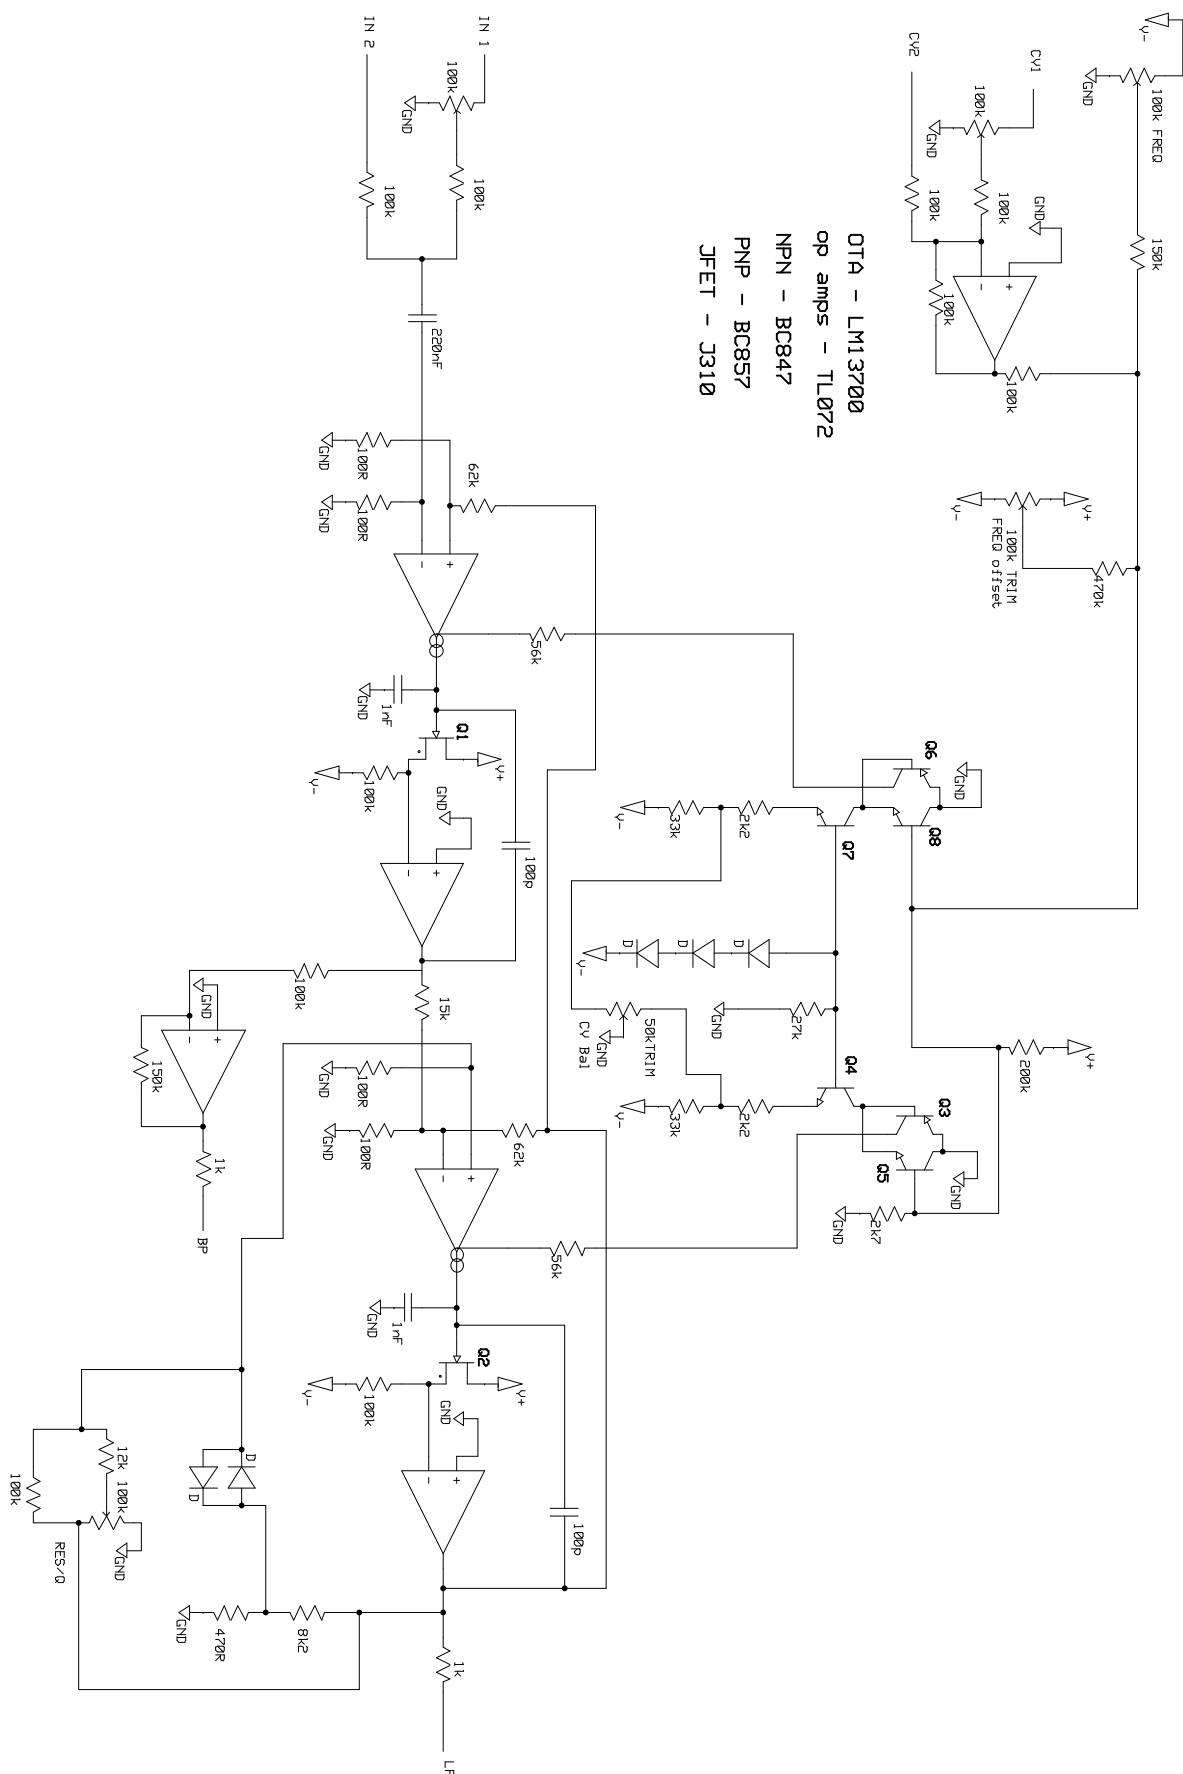 V-
GND
100k FREQ
150k
CV1
CV2
100k
GND
100k
100k
GND
100k
100k
V+
V-
100k TRIM
FREQ offset
470k
OTA - LM13700
op amps - TL072
NPN - BC847
PNP - BC857
JFET - J310
IN 1
IN 2
100k
GND
100k
100k
220nF
GND
100R
GND
100R
62k
56k
GND
1nF
Q1
V+
V-
100k
GND
100p
Q6
GND
Q8
Q7
2k2
33k
V-
D
D
D
V-
GND
27k
50kTRIM
GND
CV Bal
V+
200k
Q4
2k2
33k
V-
Q3
Q5
GND
2k7
GND
100k
GND
150k
1k
BP
15k
GND
100R
GND
100R
62k
56k
GND
1nF
Q2
V+
V-
100k
GND
100p
12k
100k
100k
GND
RES/Q
D
D
8k2
470R
GND
1k